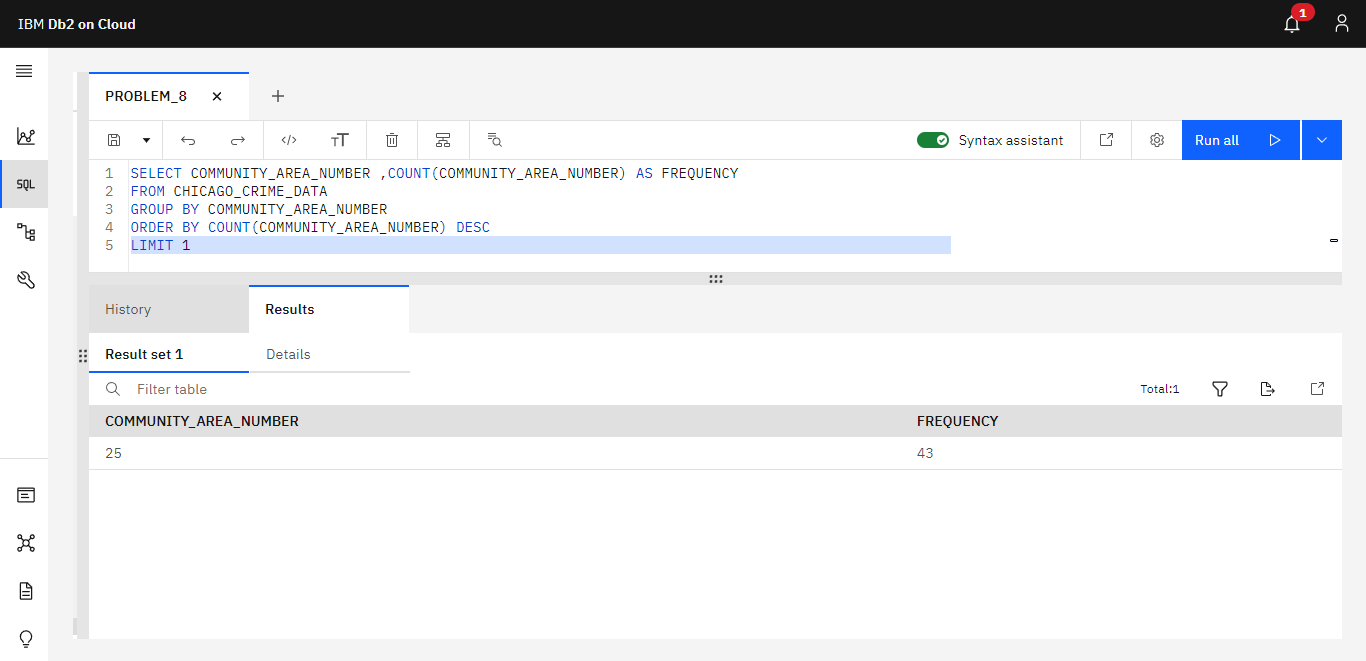 IBM Db2 on Cloud
1
PROBLEM_8
Syntax assistant
Run all
SQL
1 SELECT COMMUNITY_AREA_NUMBER ,COUNT(COMMUNITY_AREA_NUMBER) AS FREQUENCY
2 FROM CHICAGO_CRIME_DATA
3 GROUP BY COMMUNITY_AREA_NUMBER
4 ORDER BY COUNT(COMMUNITY_AREA_NUMBER) DESC
5 LIMIT 1
History Results
Result set 1 Details
Filter table Total:1
COMMUNITY_AREA_NUMBER FREQUENCY
25 43